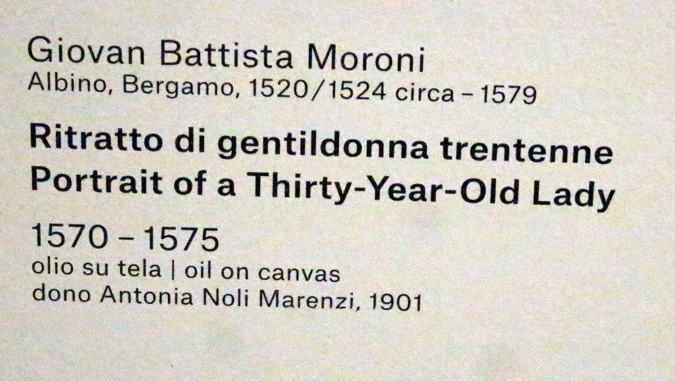 Giovan Battista Moroni
Albino, Bergamo, 1520/1524 circa – 1579
Ritratto di gentildonna trentenne
Portrait of a Thirty-Year-Old Lady
1570 – 1575
olio su tela | oil on canvas
dono Antonia Noli Marenzi, 1901